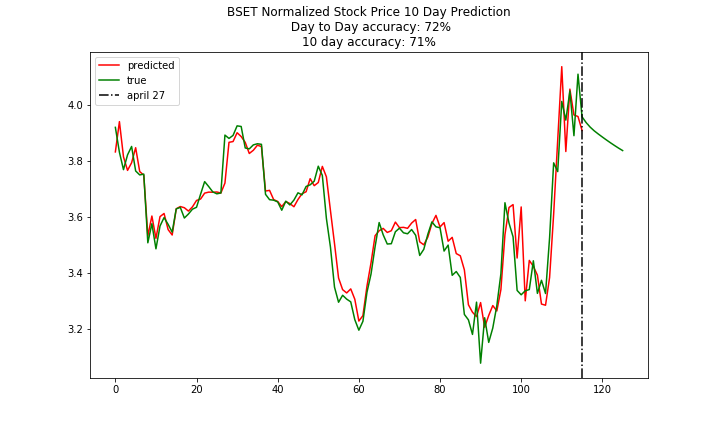 BSET Normalized Stock Price 10 Day Prediction
Day to Day accuracy: 72%
10 day accuracy: 71%
predicted
true
april 27
4.0
3.8
3.6
3.4
3.2
0 20 40 60 80 100 120